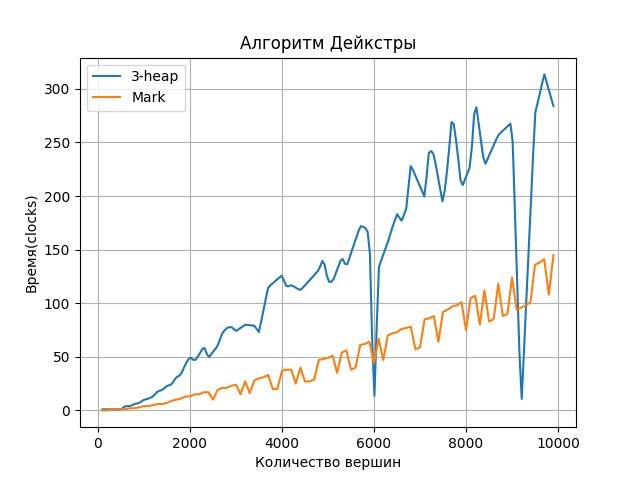 Алгоритм Дейкстры
3-heap
Mark
Время(clocks)
300
250
200
150
100
50
0
0 2000 4000 6000 8000 10000
Количество вершин